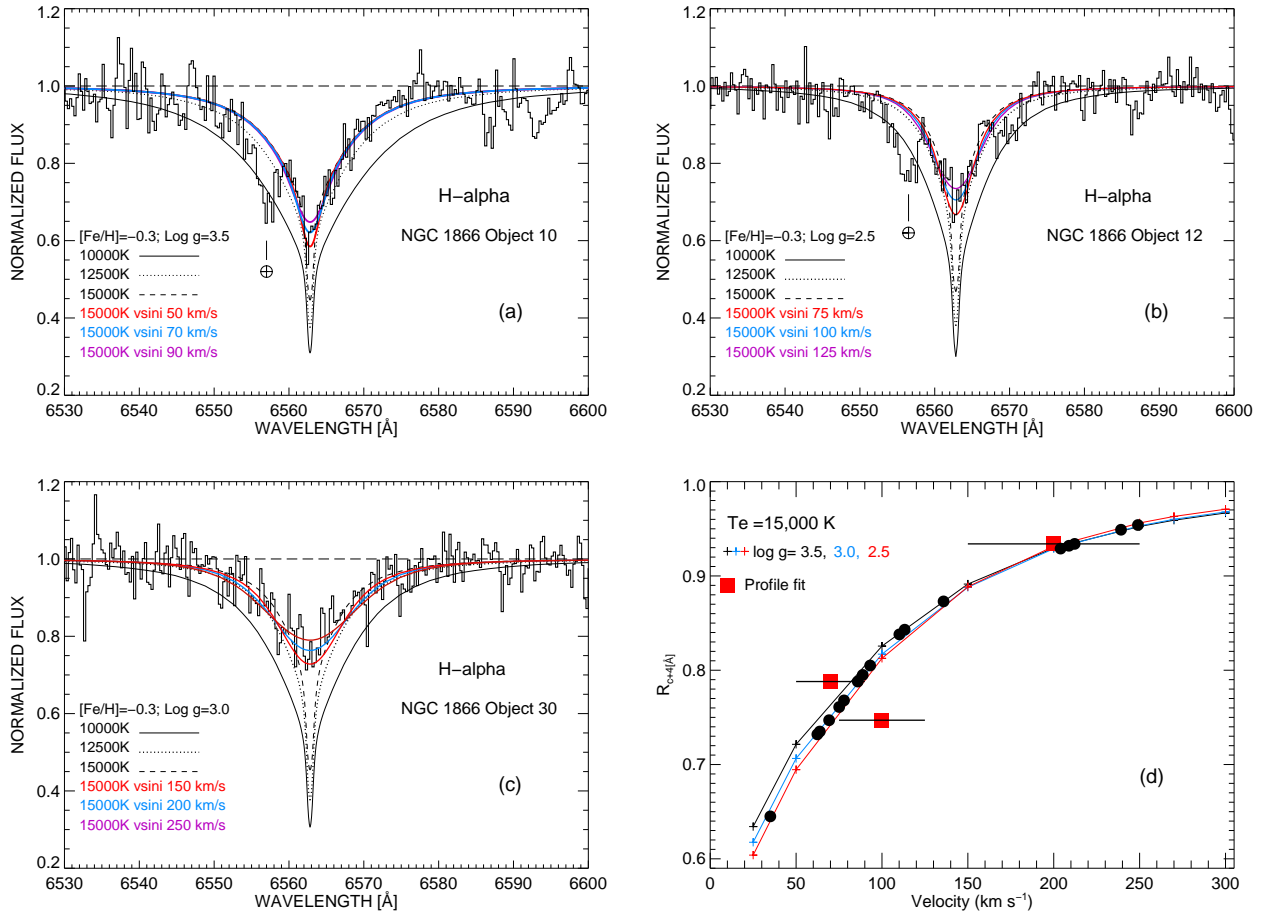 1.2
1.0
0.8
0.6
0.4
0.2
NORMALIZED FLUX
H−alpha
NGC 1866 Object 10
[Fe/H]=−0.3; Log g=3.5
10000K
12500K
15000K
15000K vsini 50 km/s
15000K vsini 70 km/s
15000K vsini 90 km/s
(a)
6530 6540 6550 6560 6570 6580 6590 6600
WAVELENGTH [Å]
1.2
1.0
0.8
0.6
0.4
0.2
NORMALIZED FLUX
H−alpha
NGC 1866 Object 12
[Fe/H]=−0.3; Log g=2.5
10000K
12500K
15000K
15000K vsini 75 km/s
15000K vsini 100 km/s
15000K vsini 125 km/s
(b)
6530 6540 6550 6560 6570 6580 6590 6600
WAVELENGTH [Å]
1.2
1.0
0.8
0.6
0.4
0.2
NORMALIZED FLUX
H−alpha
NGC 1866 Object 30
[Fe/H]=−0.3; Log g=3.0
10000K
12500K
15000K
15000K vsini 150 km/s
15000K vsini 200 km/s
15000K vsini 250 km/s
(c)
6530 6540 6550 6560 6570 6580 6590 6600
WAVELENGTH [Å]
1.0
0.9
0.8
0.7
0.6
R c+4[Å]
Te =15,000 K
log g= 3.5, 3.0, 2.5
Profile fit
(d)
0 50 100 150 200 250 300
Velocity (km s−1)